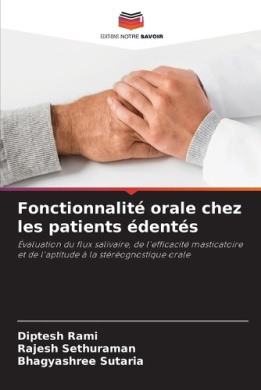 EDITIONS NOTRE SAVOIR
Fonctionnalité orale chez
les patients édentés
Évaluation du flux salivaire, de l'efficacité masticatoire
et de l'aptitude à la stéréognostique orale
Diptesh Rami
Rajesh Sethuraman
Bhagyashree Sutaria